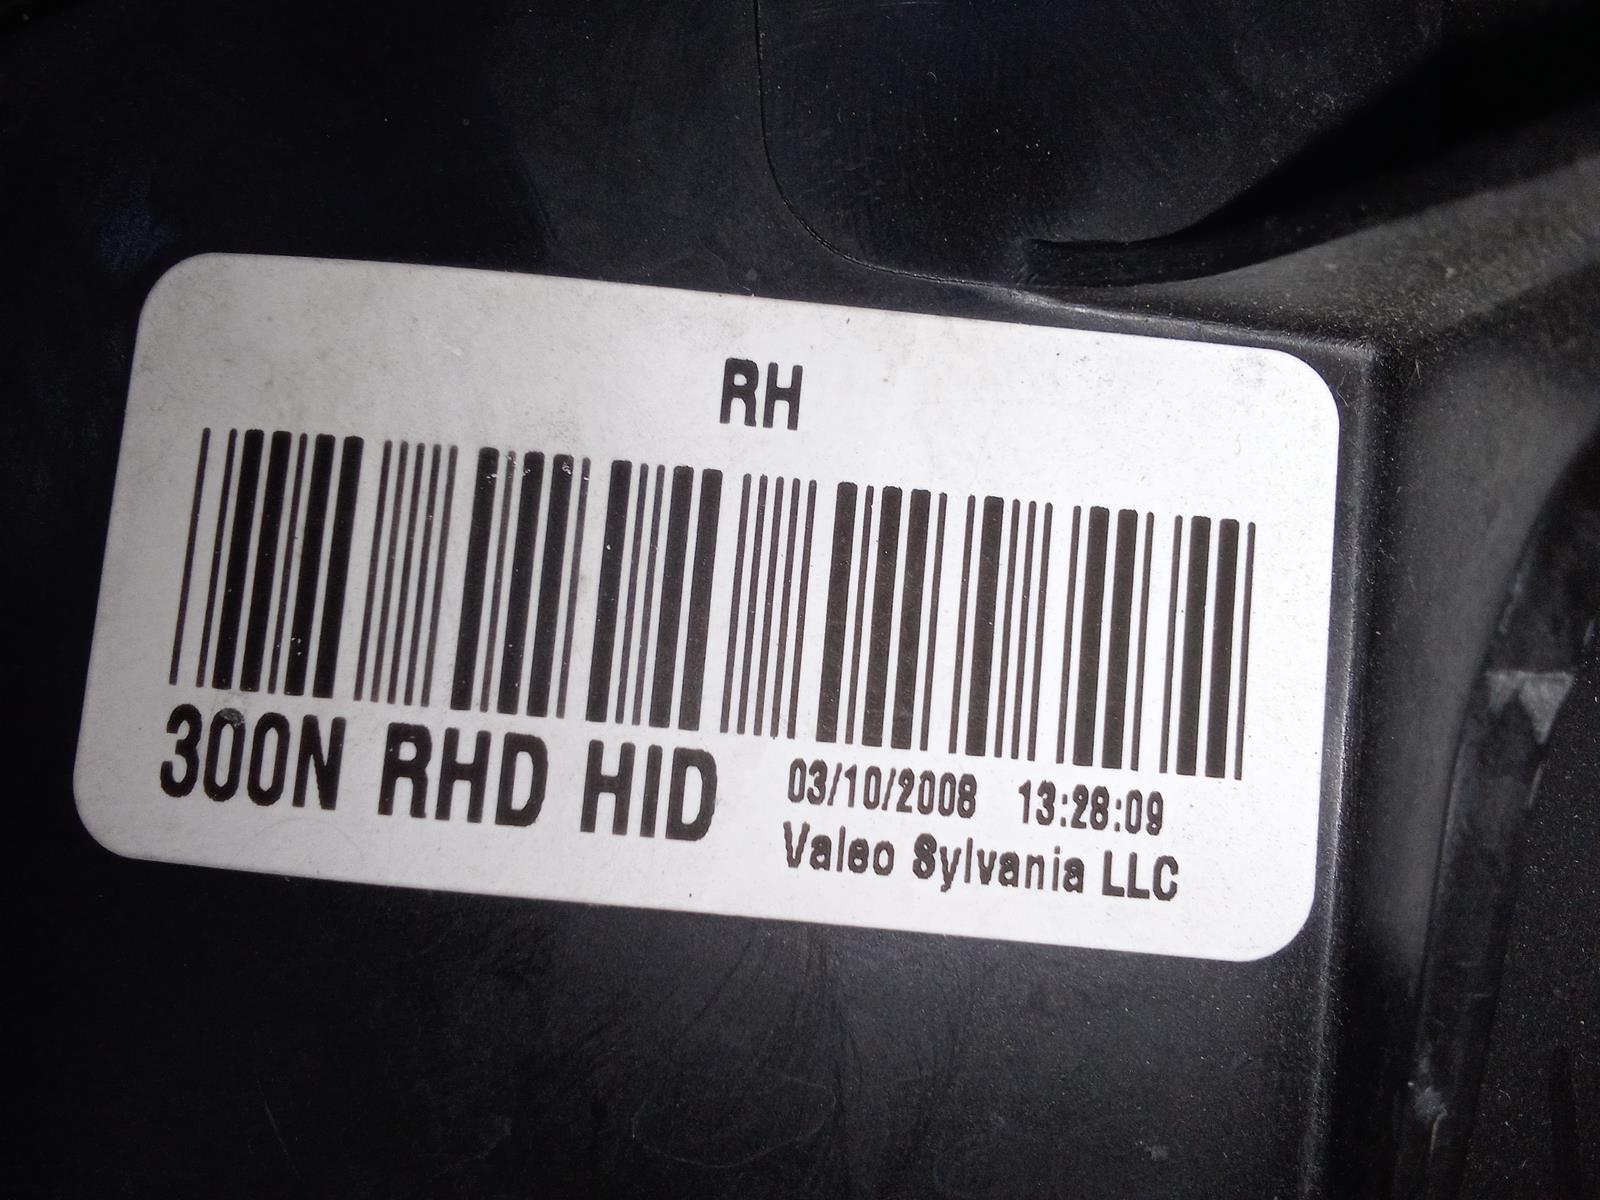 RH
300N RHD HID
03/10/2008 13:28:09
Valeo Sylvania LLC